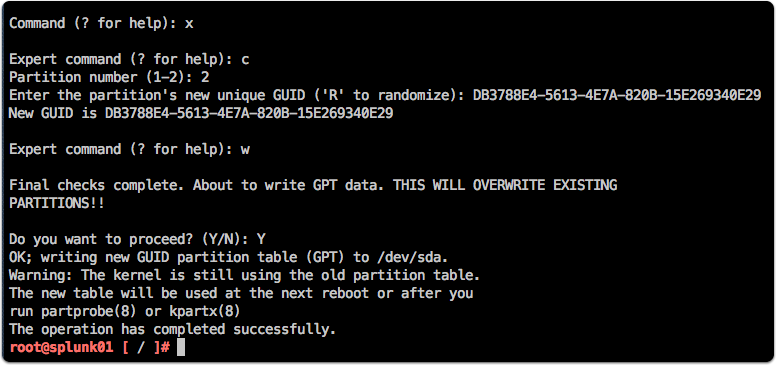 Command (? for help): x
Expert command (? for help): c
Partition number (1-2): 2
Enter the partition's new unique GUID ('R' to randomize): DB3788E4-5613-4E7A-820B-15E269340E29
New GUID is DB3788E4-5613-4E7A-820B-15E269340E29
Expert command (? for help): w
Final checks complete. About to write GPT data. THIS WILL OVERWRITE EXISTING
PARTITIONS!!
Do you want to proceed? (Y/N): Y
OK; writing new GUID partition table (GPT) to /dev/sda.
Warning: The kernel is still using the old partition table.
The new table will be used at the next reboot or after you
run partprobe(8) or kpartx(8)
The operation has completed successfully.
root@splunk01 [ / ]#